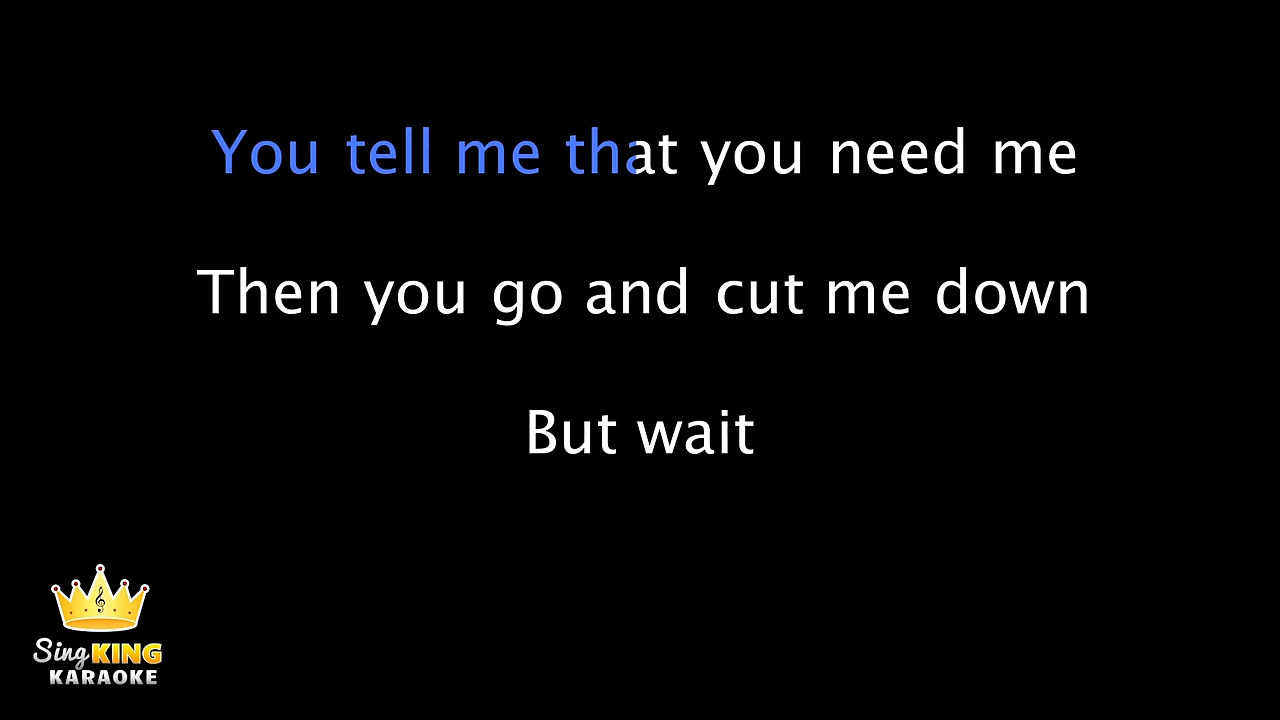 You tell me that you need me
Then you go and cut me down
But wait
Sing KING
KARAOKE